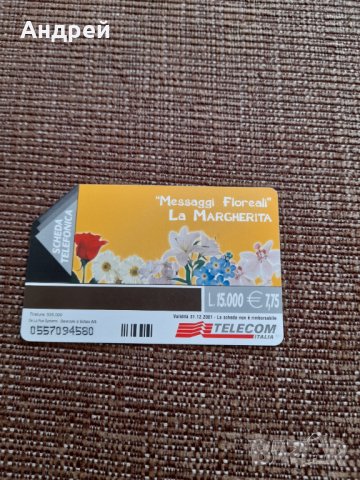 Андрей
SCHEDA
TELEFONICA
"Messaggi Floreali"
LA MARGHERITA
L.15.000 € 7,75
Validità 31.12.2001 - La scheda non è rimborsabile
0557094580
TELECOM
ITALIA